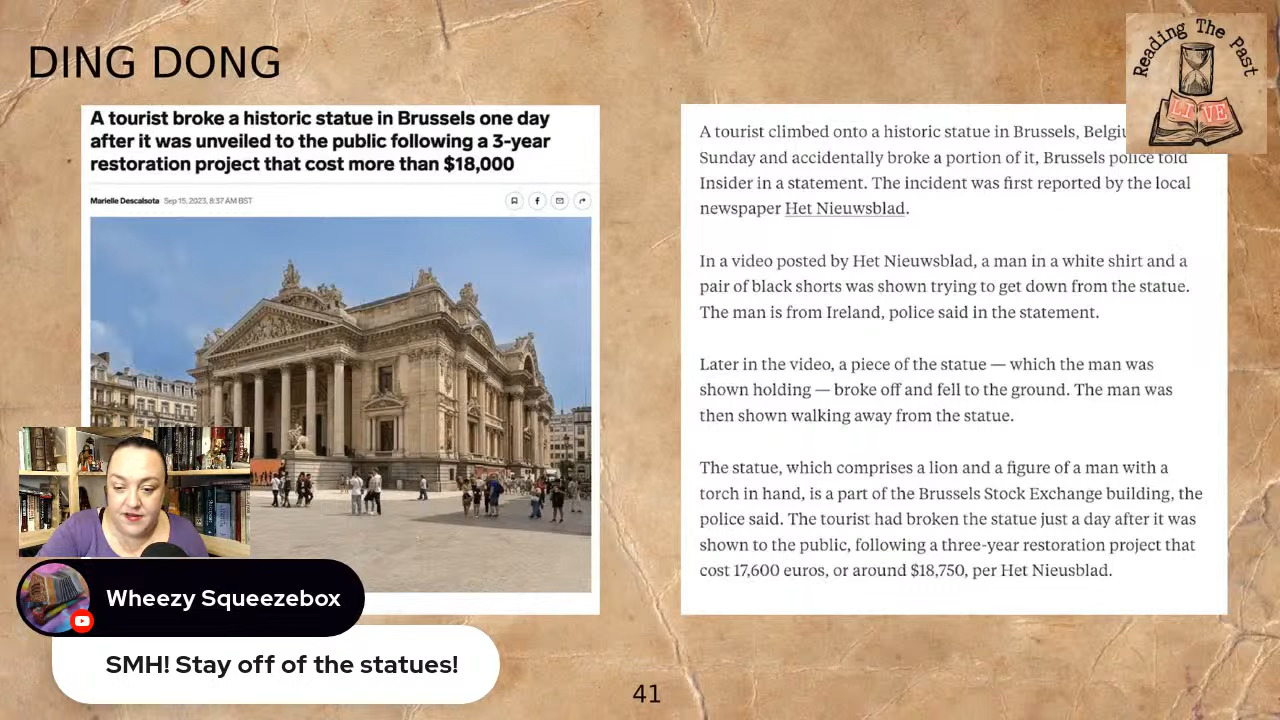 DING DONG
Reading The Past
LIVE
A tourist broke a historic statue in Brussels one day
after it was unveiled to the public following a 3-year
restoration project that cost more than $18,000
Marielle Descalsota Sep 15, 2023, 8:37 AM BST
A tourist climbed onto a historic statue in Brussels,
Sunday and accidentally broke a portion of it, Brussels police told
Insider in a statement. The incident was first reported by the local
newspaper Het Nieuwsblad.
In a video posted by Het Nieuwsblad, a man in a white shirt and a
pair of black shorts was shown trying to get down from the statue.
The man is from Ireland, police said in the statement.
Later in the video, a piece of the statue — which the man was
shown holding — broke off and fell to the ground. The man was
then shown walking away from the statue.
The statue, which comprises a lion and a figure of a man with a
torch in hand, is a part of the Brussels Stock Exchange building, the
police said. The tourist had broken the statue just a day after it was
shown to the public, following a three-year restoration project that
cost 17,600 euros, or around $18,750, per Het Nieusblad.
Wheezy Squeezebox
SMH! Stay off of the statues!
41